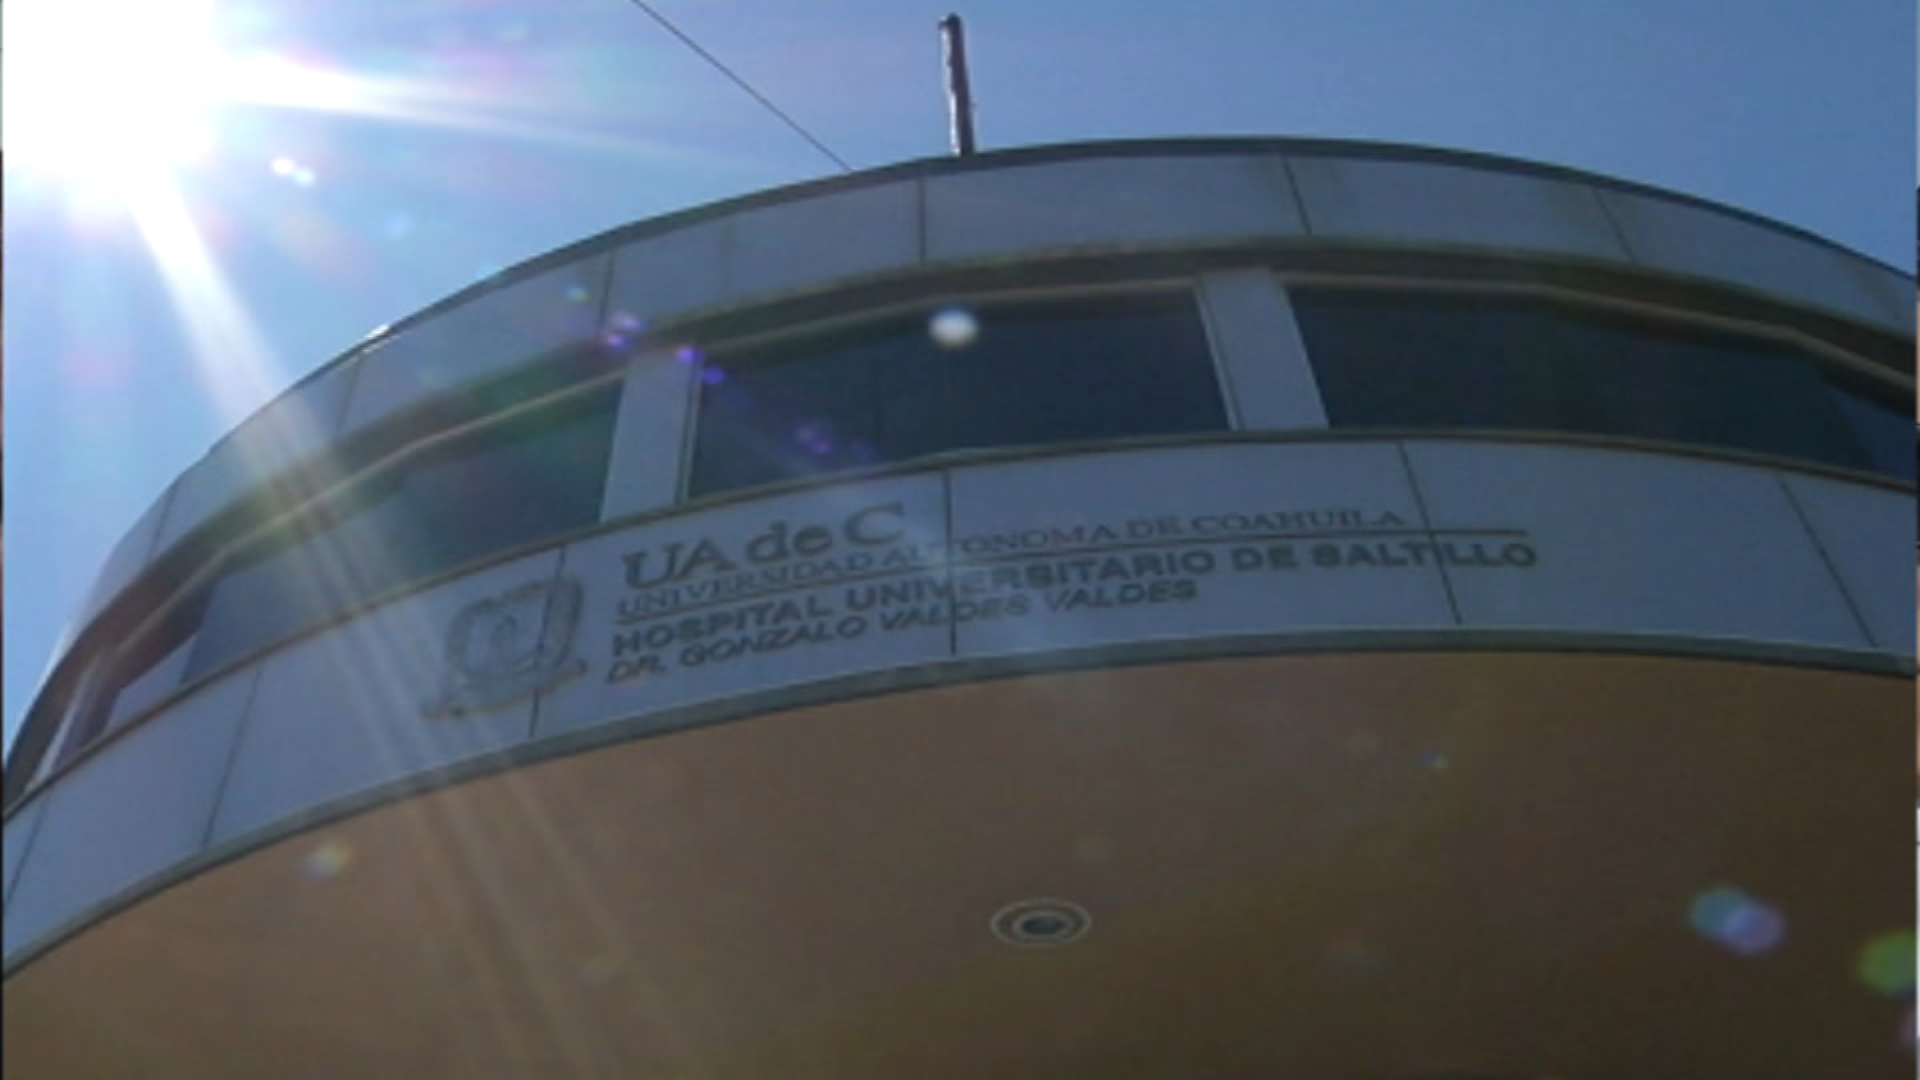 UA de C
UNIVERSIDAD AUTONOMA DE COAHUILA
HOSPITAL UNIVERSITARIO DE SALTILLO
DR. GONZALO VALDES VALDES